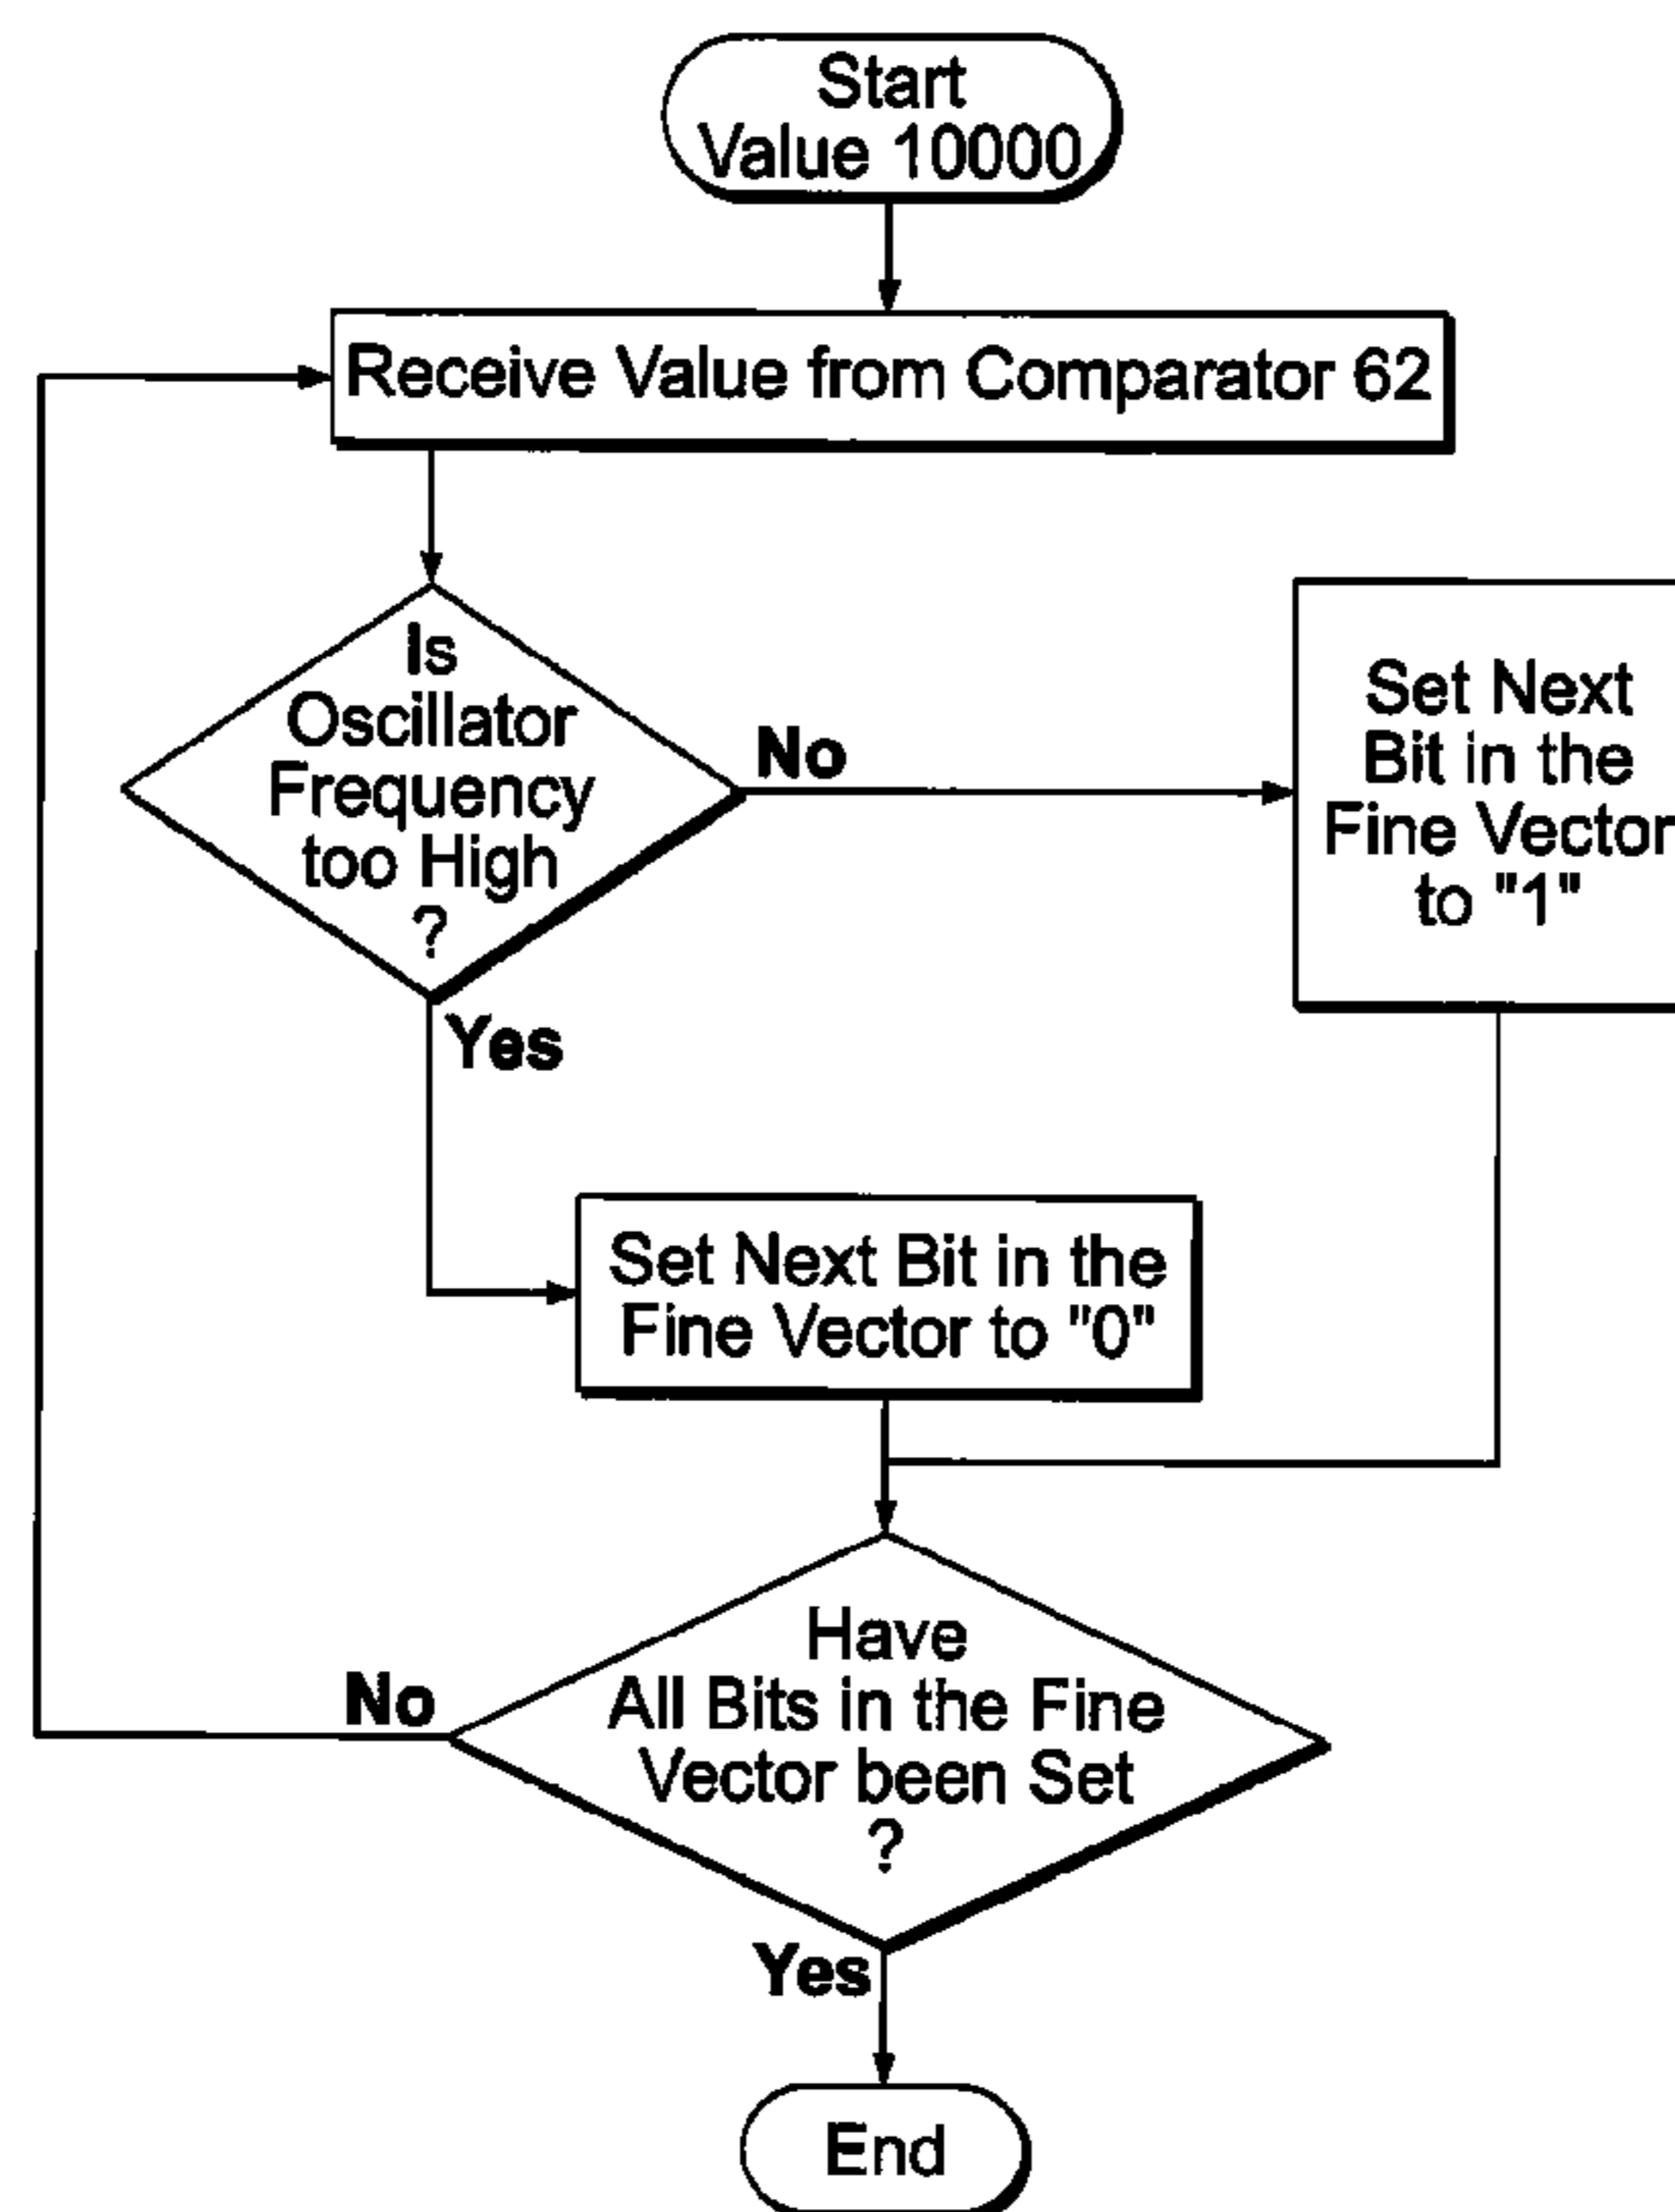 Start
Value 10000
Receive Value from Comparator 62
Is
Oscillator
Frequency
too High
?
No
Set Next
Bit in the
Fine Vector
to "1"
Yes
Set Next Bit in the
Fine Vector to "0"
Have
All Bits in the Fine
Vector been Set
?
No
Yes
End